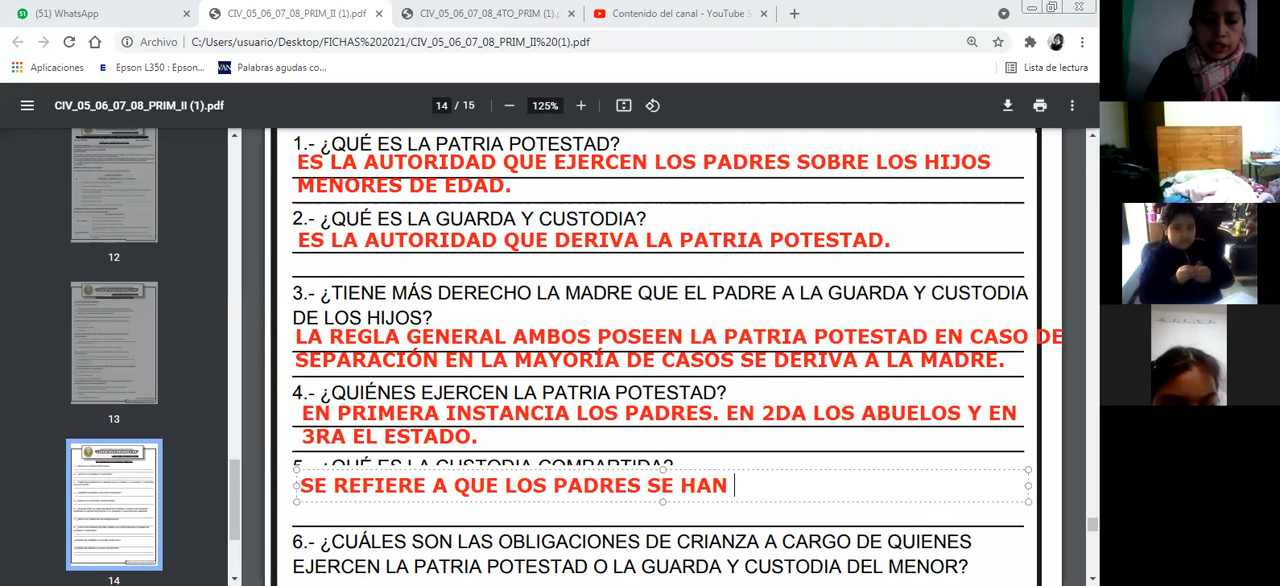 (51) WhatsApp
CIV_05_06_07_08_PRIM_II (1).pdf
CIV_05_06_07_08_4TO_PRIM (1).p
Contenido del canal - YouTube S
Archivo
C:/Users/usuario/Desktop/FICHAS%202021/CIV_05_06_07_08_PRIM_II%20(1).pdf
Aplicaciones
Epson L350 : Epson...
Palabras agudas co...
Lista de lectura
CIV_05_06_07_08_PRIM_II (1).pdf
14 / 15
125%
12
13
14
1.- ¿QUÉ ES LA PATRIA POTESTAD?
ES LA AUTORIDAD QUE EJERCEN LOS PADRES SOBRE LOS HIJOS
MENORES DE EDAD.
2.- ¿QUÉ ES LA GUARDA Y CUSTODIA?
ES LA AUTORIDAD QUE DERIVA LA PATRIA POTESTAD.
3.- ¿TIENE MÁS DERECHO LA MADRE QUE EL PADRE A LA GUARDA Y CUSTODIA
DE LOS HIJOS?
LA REGLA GENERAL AMBOS POSEEN LA PATRIA POTESTAD EN CASO DE
SEPARACIÓN EN LA MAYORÍA DE CASOS SE DERIVA A LA MADRE.
4.- ¿QUIÉNES EJERCEN LA PATRIA POTESTAD?
EN PRIMERA INSTANCIA LOS PADRES. EN 2DA LOS ABUELOS Y EN
3RA EL ESTADO.
5.- ¿QUÉ ES LA CUSTODIA COMPARTIDA?
SE REFIERE A QUE LOS PADRES SE HAN
6.- ¿CUÁLES SON LAS OBLIGACIONES DE CRIANZA A CARGO DE QUIENES
EJERCEN LA PATRIA POTESTAD O LA GUARDA Y CUSTODIA DEL MENOR?